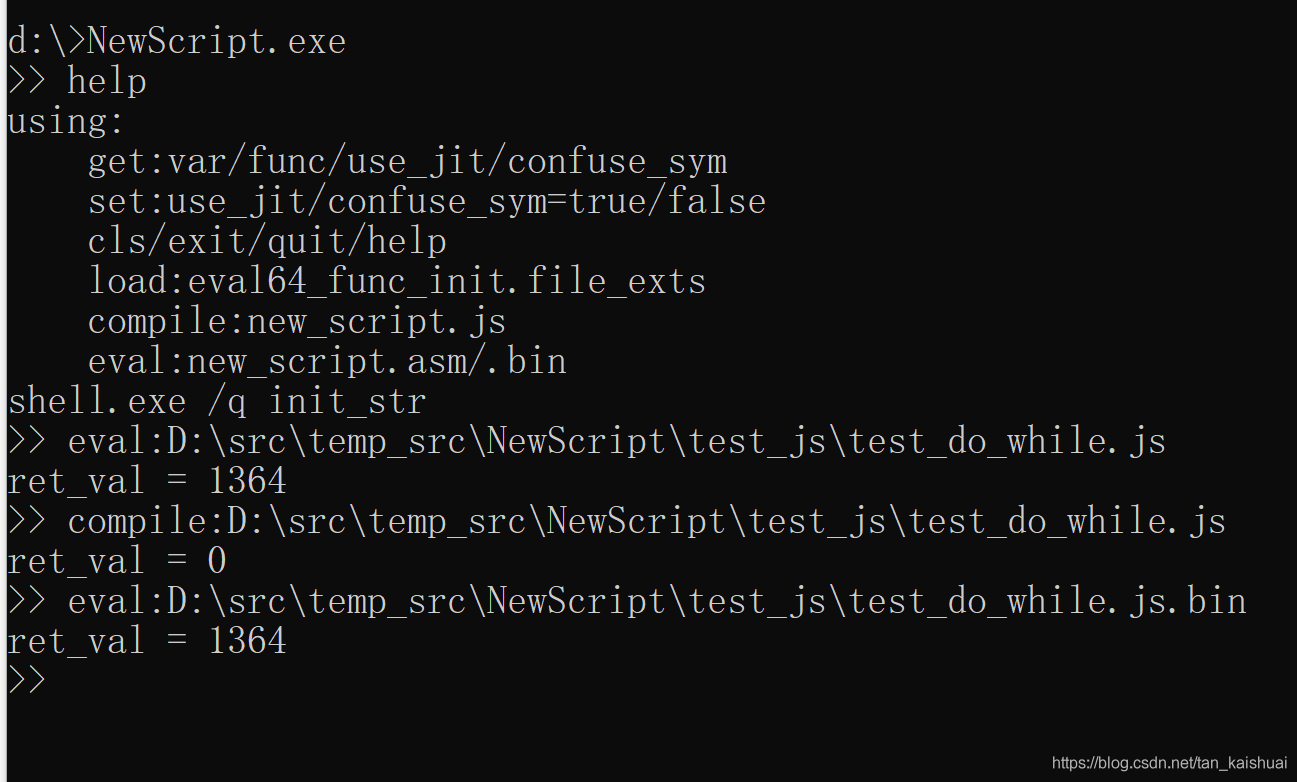 d:\>NewScript.exe
>> help
using:
get:var/func/use_jit/confuse_sym
set:use_jit/confuse_sym=true/false
cls/exit/quit/help
load:eval64_func_init.file_exts
compile:new_script.js
eval:new_script.asm/.bin
shell.exe /q init_str
>> eval:D:\src\temp_src\NewScript\test_js\test_do_while.js
ret_val = 1364
>> compile:D:\src\temp_src\NewScript\test_js\test_do_while.js
ret_val = 0
>> eval:D:\src\temp_src\NewScript\test_js\test_do_while.js.bin
ret_val = 1364
>>
https://blog.csdn.net/tan_kaishuai